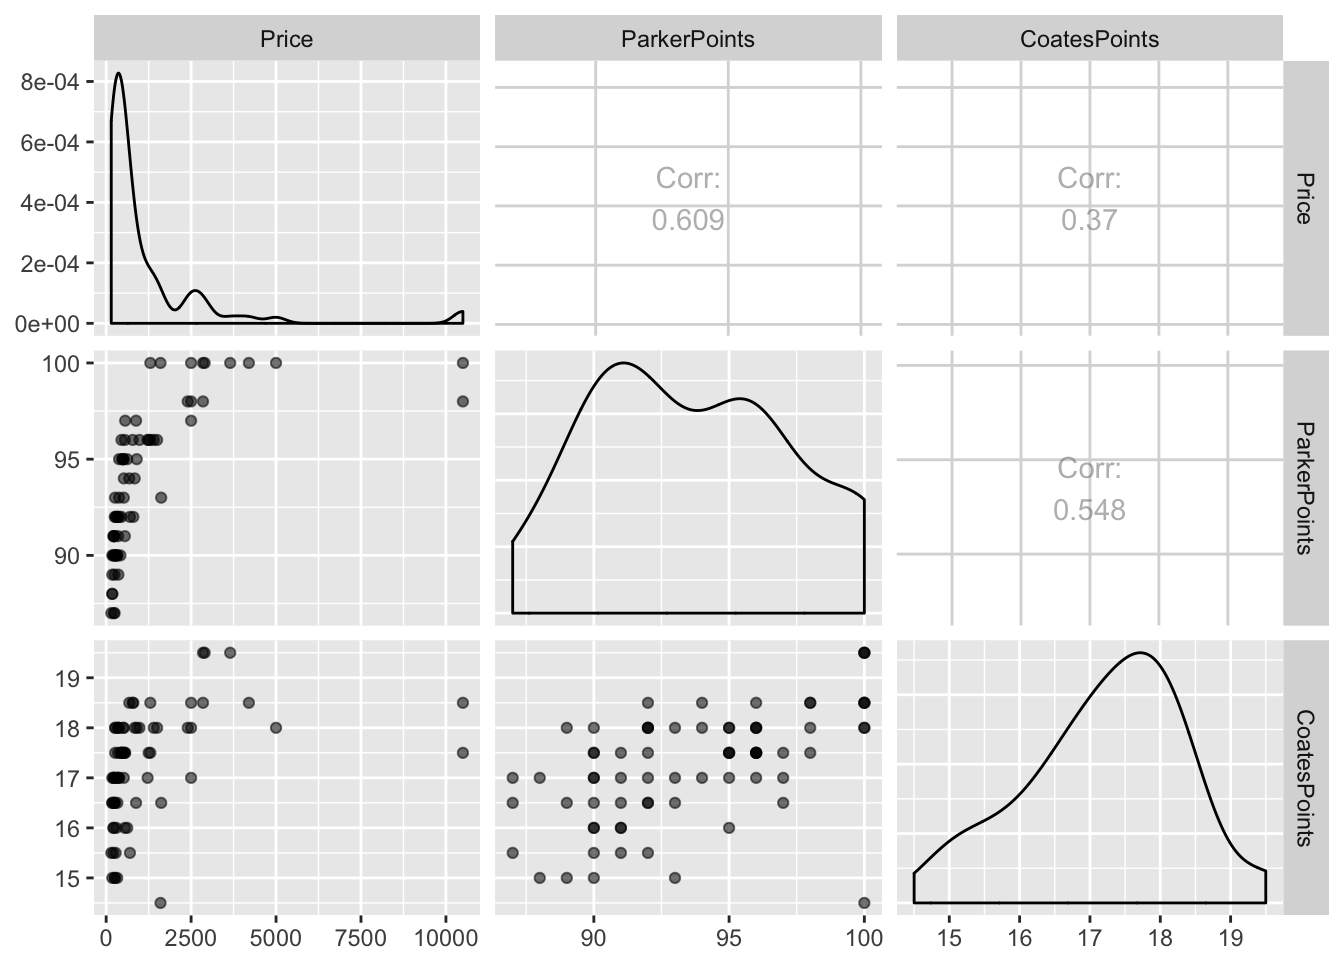 Price
ParkerPoints
CoatesPoints
8e-04
6e-04
4e-04
2e-04
0e+00
Corr:
0.609
Corr:
0.37
Price
100
95
90
Corr:
0.548
ParkerPoints
19
18
17
16
15
CoatesPoints
0 2500 5000 7500 10000
90 95 100
15 16 17 18 19